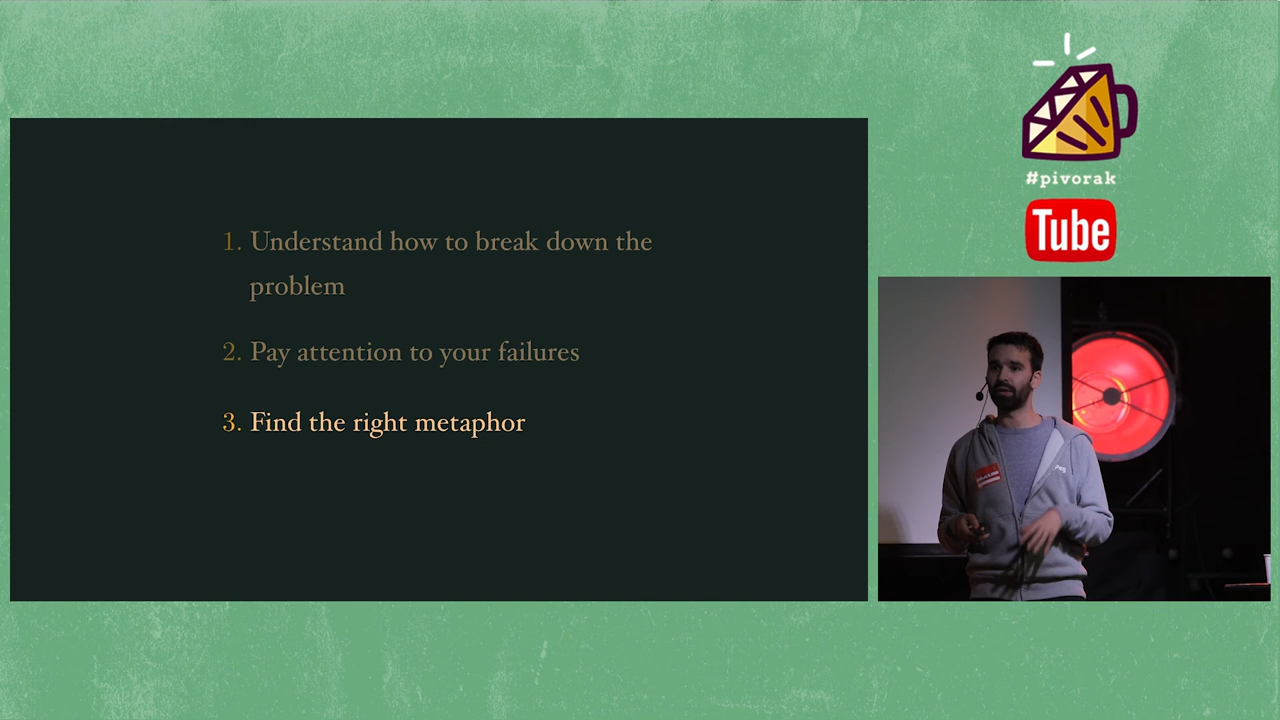 1. Understand how to break down the
problem
2. Pay attention to your failures
3. Find the right metaphor
#pivorak
Tube